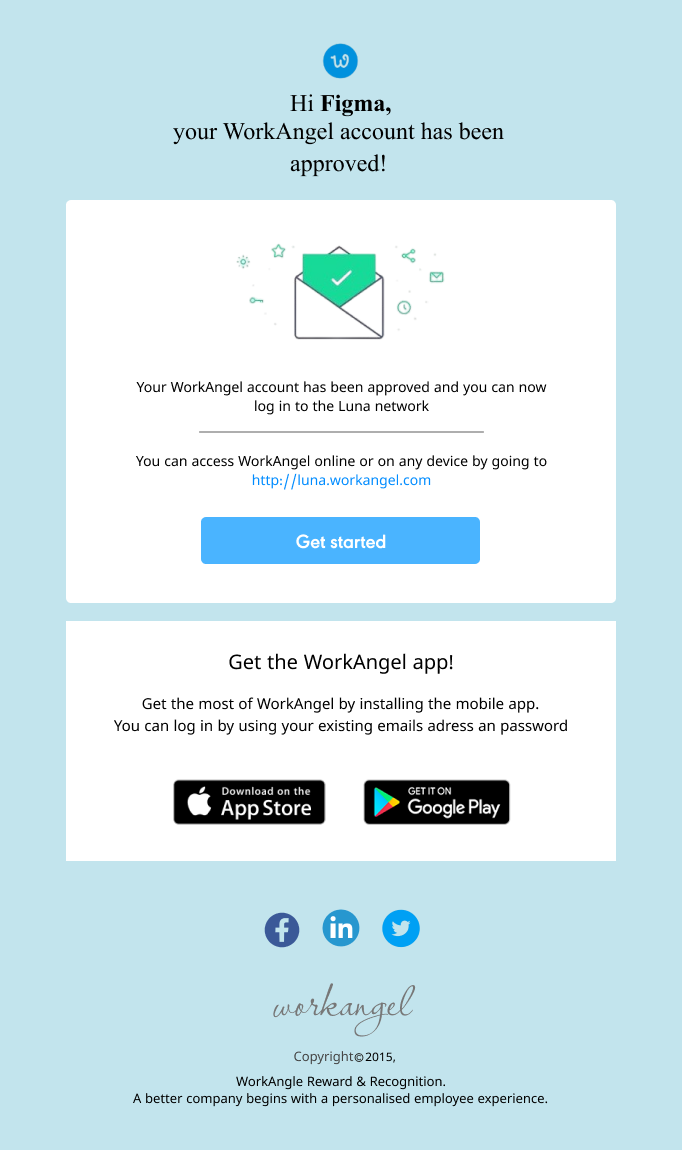 w
Hi Figma,
your WorkAngel account has been
approved!
Your WorkAngel account has been approved and you can now
log in to the Luna network
You can access WorkAngel online or on any device by going to
http://luna.workangel.com
Get started
Get the WorkAngel app!
Get the most of WorkAngel by installing the mobile app.
You can log in by using your existing emails adress an password
Download on the
App Store
GET IT ON
Google Play
f
in
workangel
Copyright©2015,
WorkAngle Reward & Recognition.
A better company begins with a personalised employee experience.